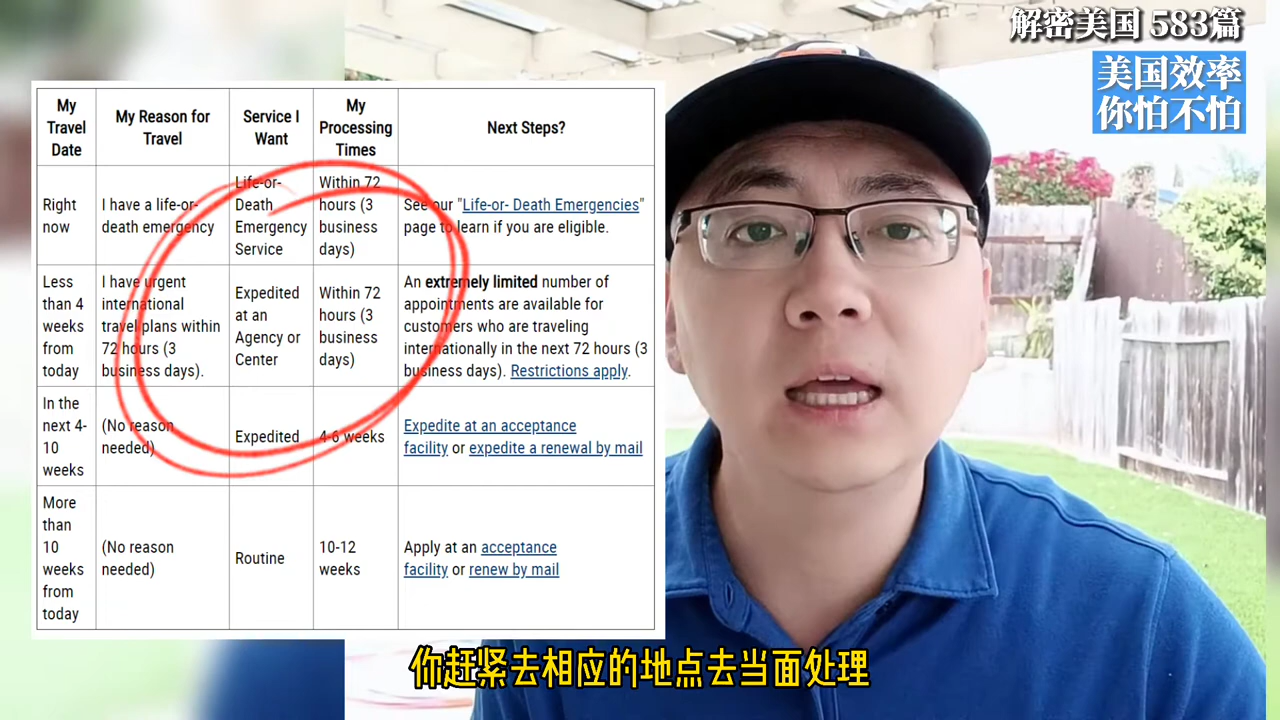 解密美国 583篇
美国效率
你怕不怕
My
Travel
Date
My Reason for
Travel
Service I
Want
My
Processing
Times
Next Steps?
Right
now
I have a life-or-
death emergency
Life-or-
Death
Emergency
Service
Within 72
hours (3
business
days)
See our "Life-or- Death Emergencies"
page to learn if you are eligible.
Less
than 4
weeks
from
today
I have urgent
international
travel plans within
72 hours (3
business days).
Expedited
at an
Agency or
Center
Within 72
hours (3
business
days)
An extremely limited number of
appointments are available for
customers who are traveling
internationally in the next 72 hours (3
business days). Restrictions apply.
In the
next 4-
10
weeks
(No reason
needed)
Expedited
4-6 weeks
Expedite at an acceptance
facility or expedite a renewal by mail
More
than
10
weeks
from
today
(No reason
needed)
Routine
10-12
weeks
Apply at an acceptance
facility or renew by mail
你赶紧去相应的地点去当面处理